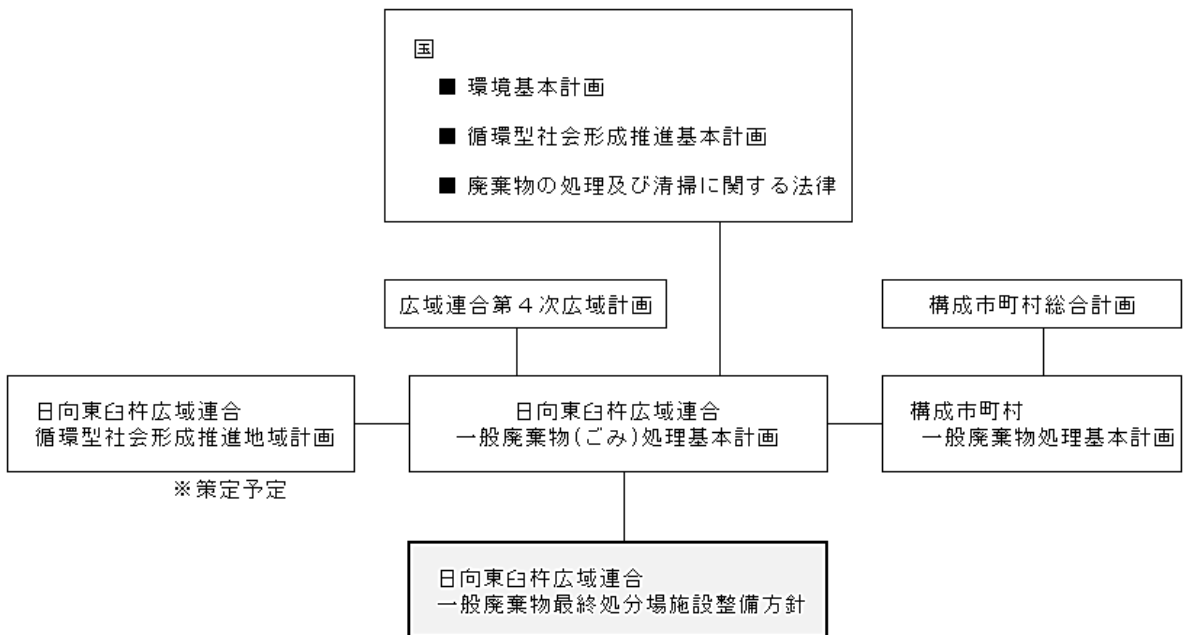 国
■ 環境基本計画
■ 循環型社会形成推進基本計画
■ 廃棄物の処理及び清掃に関する法律
広域連合第４次広域計画
構成市町村総合計画
日向東臼杵広域連合
循環型社会形成推進地域計画
※策定予定
日向東臼杵広域連合
一般廃棄物(ごみ)処理基本計画
構成市町村
一般廃棄物処理基本計画
日向東臼杵広域連合
一般廃棄物最終処分場施設整備方針